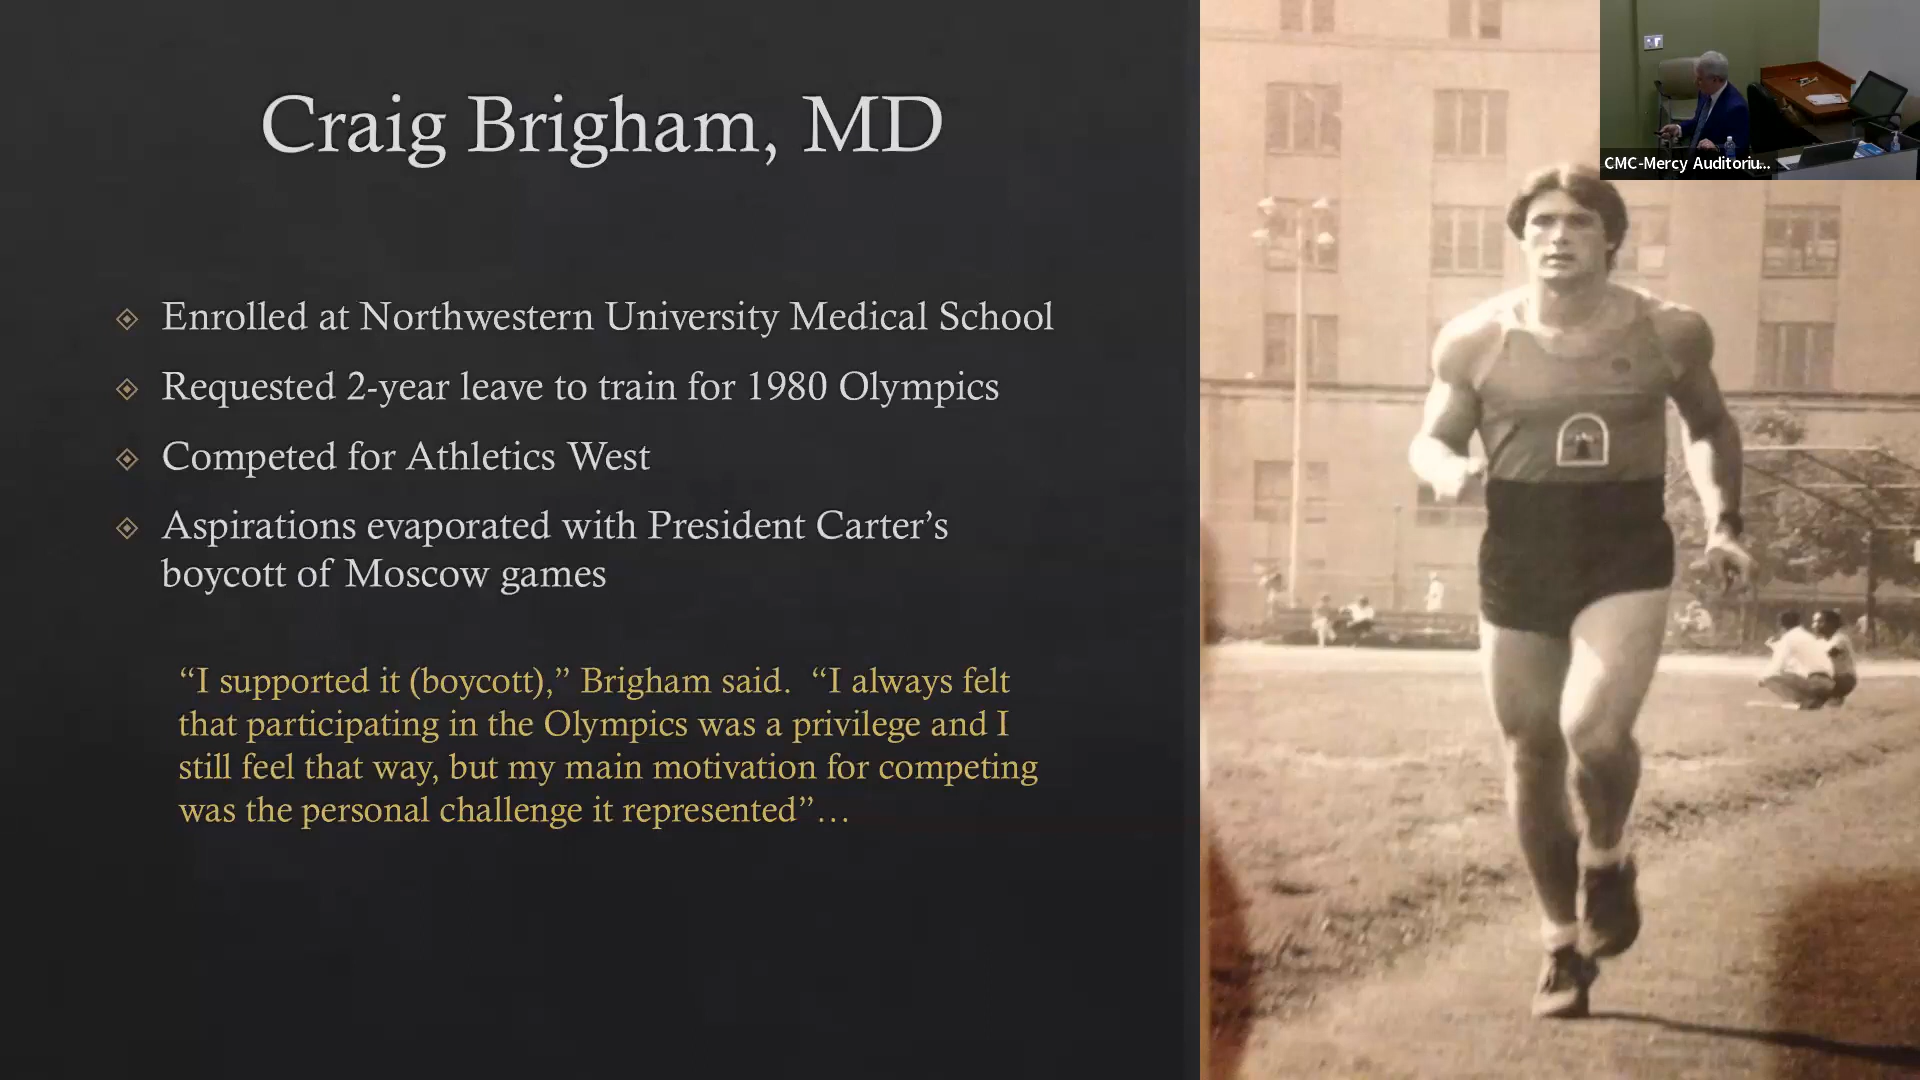 Craig Brigham, MD
Enrolled at Northwestern University Medical School
Requested 2-year leave to train for 1980 Olympics
Competed for Athletics West
Aspirations evaporated with President Carter’s
boycott of Moscow games
“I supported it (boycott),” Brigham said.  “I always felt
that participating in the Olympics was a privilege and I
still feel that way, but my main motivation for competing
was the personal challenge it represented”…
CMC-Mercy Auditoriu...